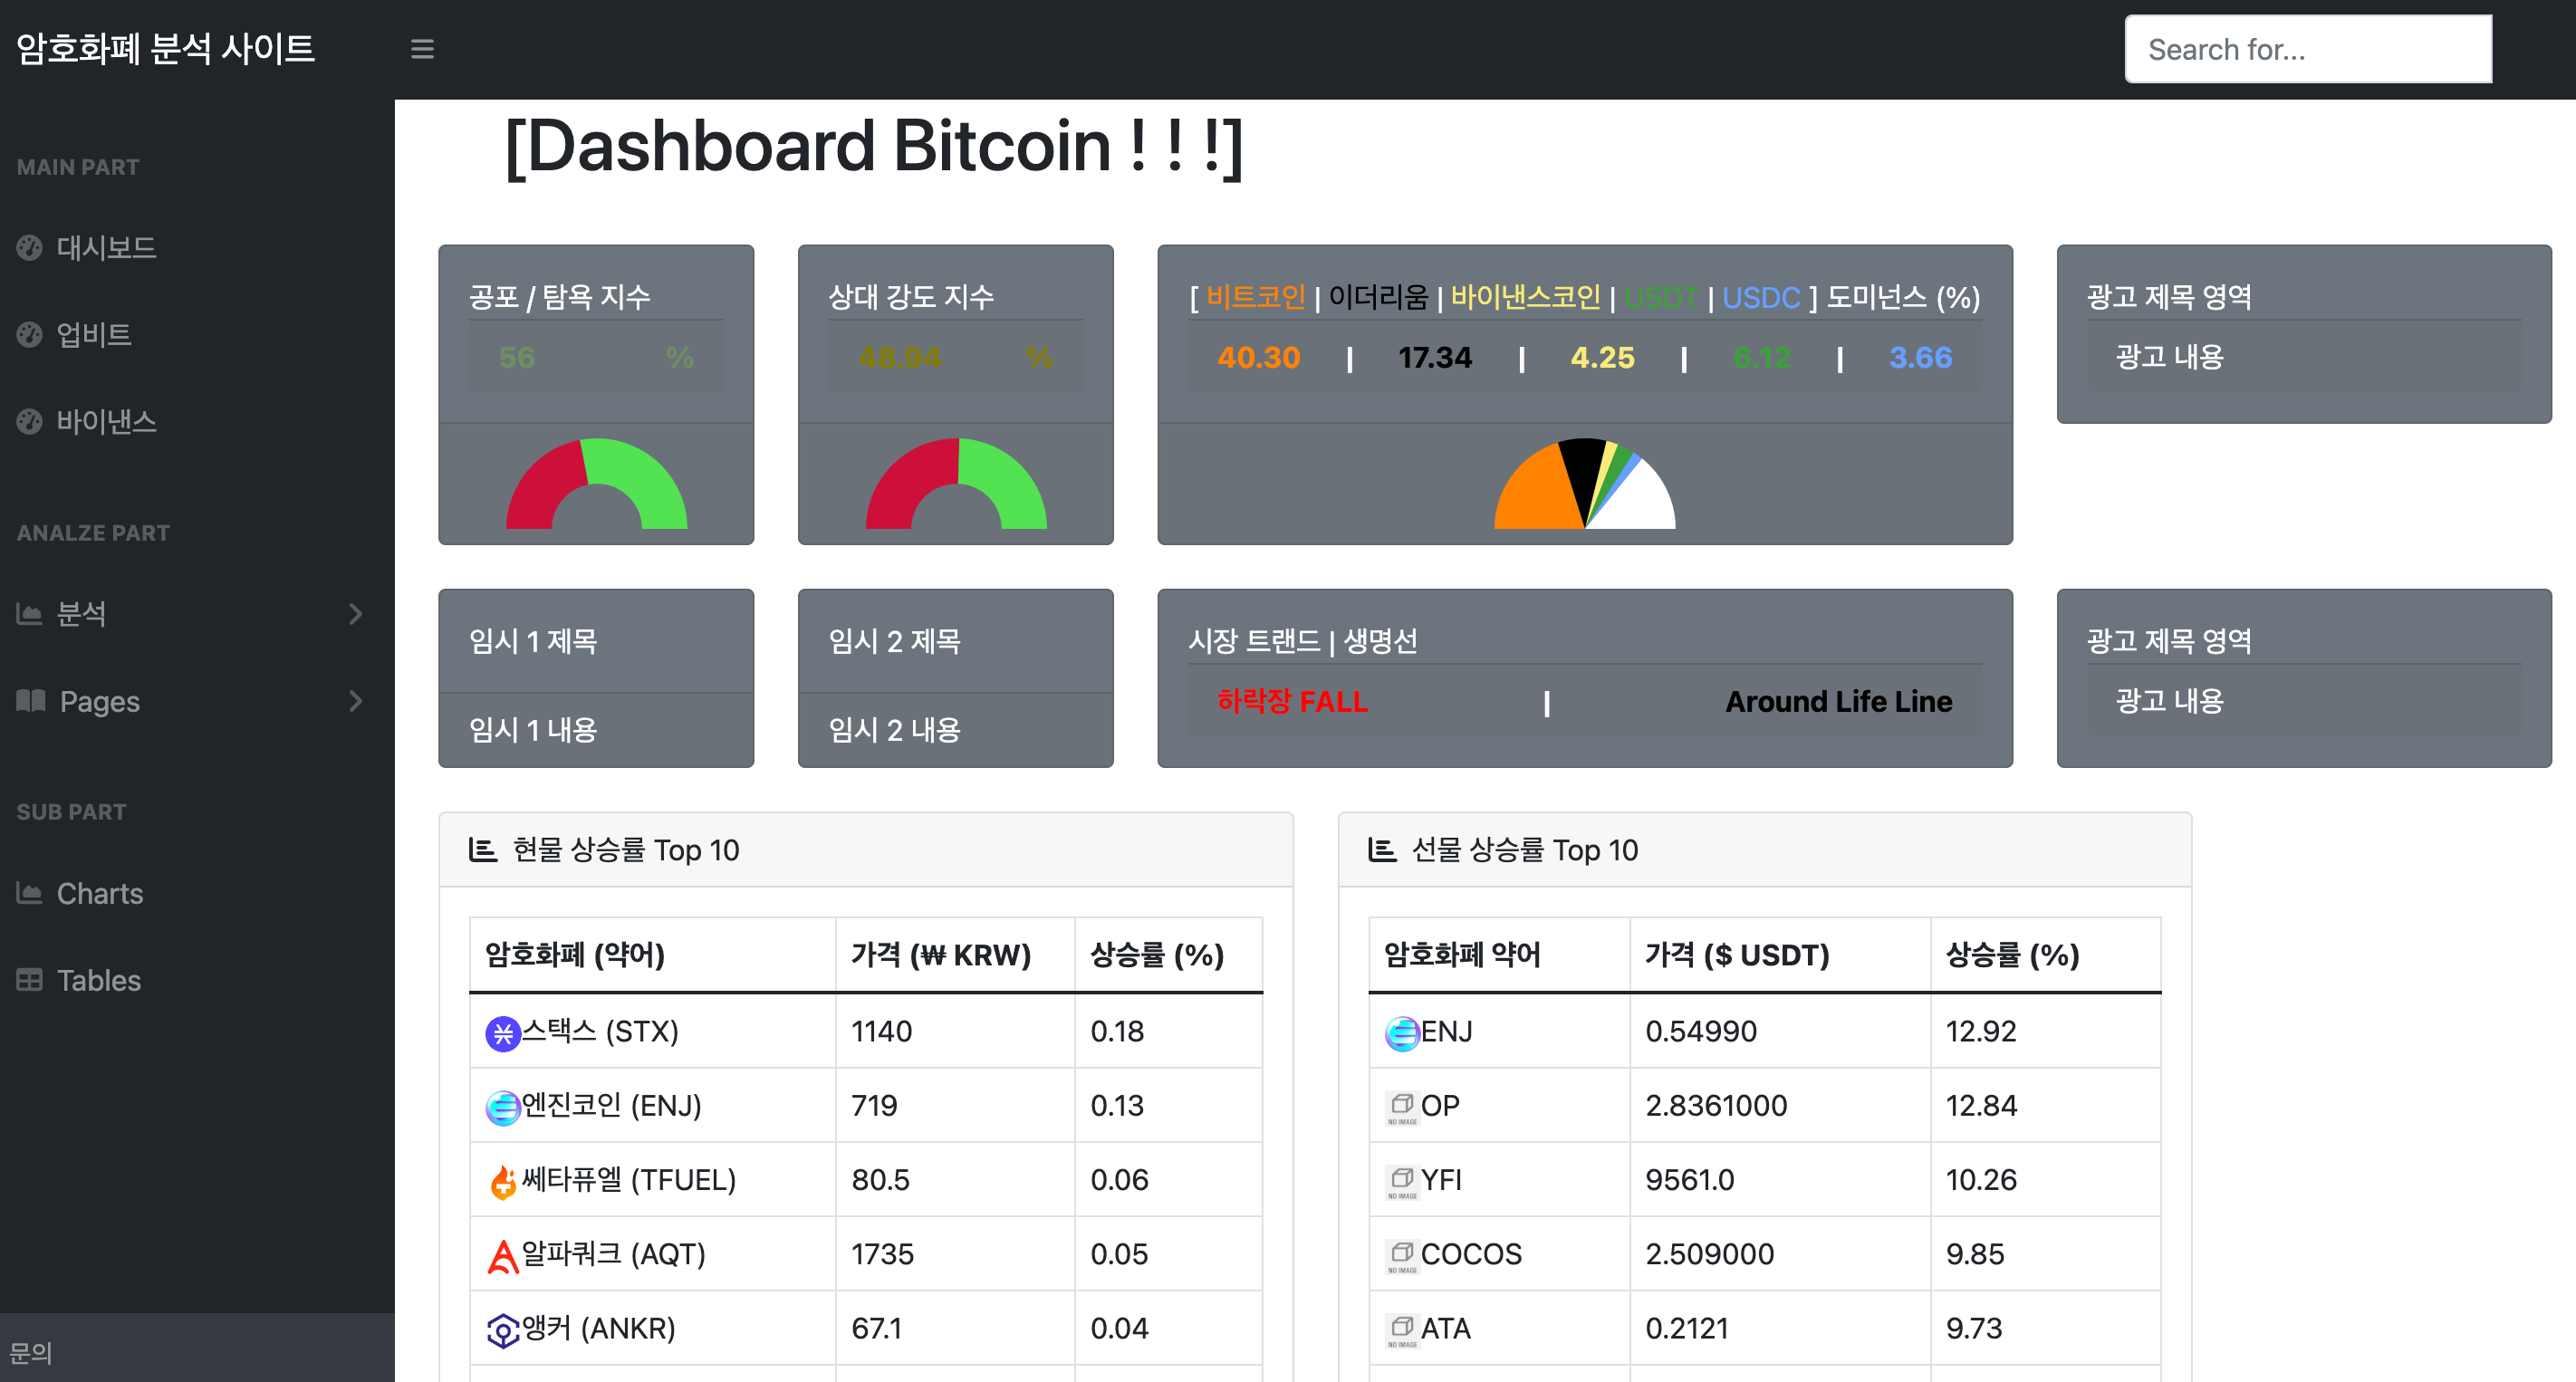 암호화폐 분석 사이트
Search for...
MAIN PART
대시보드
업비트
바이낸스
ANALZE PART
분석
Pages
SUB PART
Charts
Tables
문의
[Dashboard Bitcoin ! ! !]
공포 / 탐욕 지수
56 %
상대 강도 지수
48.94 %
[ 비트코인 | 이더리움 | 바이낸스코인 | USDT | USDC ] 도미넌스 (%)
40.30 | 17.34 | 4.25 | 6.12 | 3.66
광고 제목 영역
광고 내용
임시 1 제목
임시 1 내용
임시 2 제목
임시 2 내용
시장 트랜드 | 생명선
하락장 FALL | Around Life Line
광고 제목 영역
광고 내용
현물 상승률 Top 10
암호화폐 (약어) 가격 (₩ KRW) 상승률 (%)
스택스 (STX) 1140 0.18
엔진코인 (ENJ) 719 0.13
쎄타퓨엘 (TFUEL) 80.5 0.06
알파쿼크 (AQT) 1735 0.05
앵커 (ANKR) 67.1 0.04
선물 상승률 Top 10
암호화폐 약어 가격 ($ USDT) 상승률 (%)
ENJ 0.54990 12.92
NO IMAGE OP 2.8361000 12.84
NO IMAGE YFI 9561.0 10.26
NO IMAGE COCOS 2.509000 9.85
NO IMAGE ATA 0.2121 9.73